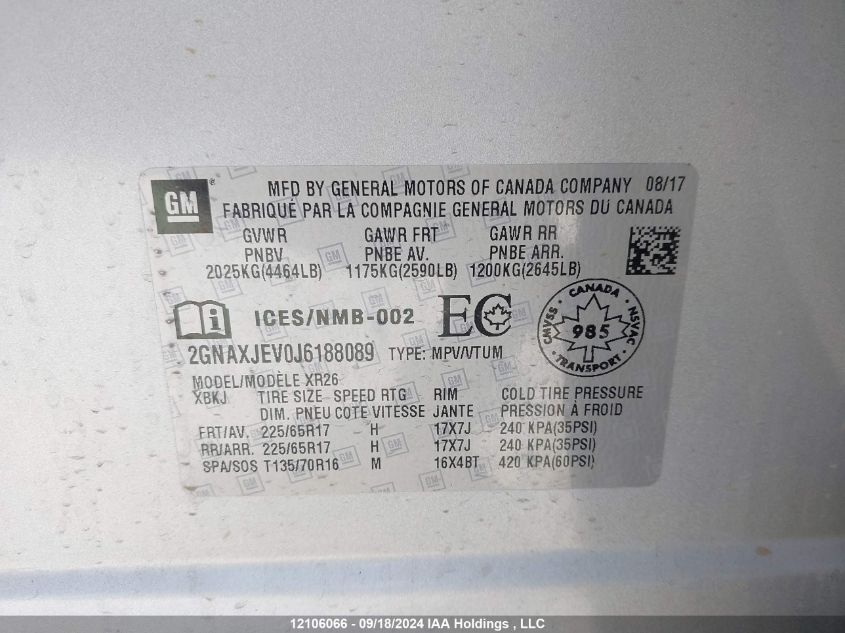 GM
MFD BY GENERAL MOTORS OF CANADA COMPANY 08/17
FABRIQUÉ PAR LA COMPAGNIE GENERAL MOTORS DU CANADA
GVWR GAWR FRT GAWR RR
PNBV PNBE AV. PNBE ARR.
2025KG(4464LB) 1175KG(2590LB) 1200KG(2645LB)
ICES/NMB-002 EC
CANADA
CMVSS 985 NSVAC
TRANSPORT
2GNAXJEV0J6188089 TYPE: MPV/VTUM
MODEL/MODÈLE XR26
XBKJ TIRE SIZE SPEED RTG RIM COLD TIRE PRESSURE
DIM. PNEU COTE VITESSE JANTE PRESSION À FROID
FRT/AV. 225/65R17 H 17X7J 240 KPA(35PSI)
RR/ARR. 225/65R17 H 17X7J 240 KPA(35PSI)
SPA/SOS T135/70R16 M 16X4BT 420 KPA(60PSI)
12106066 - 09/18/2024 IAA Holdings , LLC